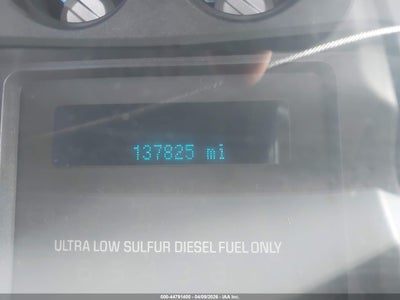 137825 mi
ULTRA LOW SULFUR DIESEL FUEL ONLY
000-44791400 - 04/09/2026 - IAA Inc.